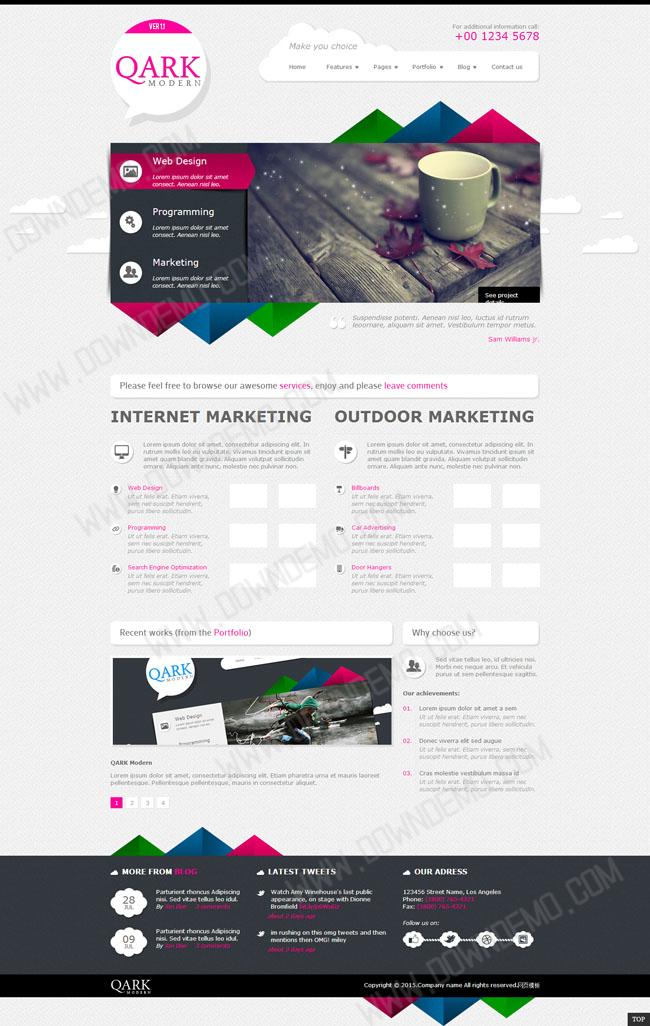 VER 1.1
QARK
MODERN
For additional information call:
+00 1234 5678
Make you choice
Home Features Pages Portfolio Blog Contact us
Web Design
Lorem ipsum dolor sit amet
consect. Aenean nisl leo.
Programming
Lorem ipsum dolor sit amet
consect. Aenean nisl leo.
Marketing
Lorem ipsum dolor sit amet
consect. Aenean nisl leo.
See project
details
Suspendisse potenti. Aenean nisl leo, luctus id rutrum
leoornare, aliquam sit amet. Vestibulum tempor metus.
Sam Williams jr.
Please feel free to browse our awesome services, enjoy and please leave comments
INTERNET MARKETING
Lorem ipsum dolor sit amet, consectetur adipiscing elit. In
rutrum mollis leo eu vulputate. Vivamus tincidunt ipsum sit
amet quam blandit gravida. Aliquam volutpat sollicitudin
ornare. Aliquam ante nunc, molestie nec pulvinar non.
Web Design
Ut ut felis erat. Etiam viverra,
sem nec suscipit hendrerit,
purus libero sollicitudin.
Programming
Ut ut felis erat. Etiam viverra,
sem nec suscipit hendrerit,
purus libero sollicitudin.
Search Engine Optimization
Ut ut felis erat. Etiam viverra,
sem nec suscipit hendrerit,
purus libero sollicitudin.
OUTDOOR MARKETING
Lorem ipsum dolor sit amet, consectetur adipiscing elit. In
rutrum mollis leo eu vulputate. Vivamus tincidunt ipsum sit
amet quam blandit gravida. Aliquam volutpat sollicitudin
ornare. Aliquam ante nunc, molestie nec pulvinar non.
Billboards
Ut ut felis erat. Etiam viverra,
sem nec suscipit hendrerit,
purus libero sollicitudin.
Car Advertising
Ut ut felis erat. Etiam viverra,
sem nec suscipit hendrerit,
purus libero sollicitudin.
Door Hangers
Ut ut felis erat. Etiam viverra,
sem nec suscipit hendrerit,
purus libero sollicitudin.
Recent works (from the Portfolio)
QARK
MODERN
Web Design
Programming
QARK Modern
Lorem ipsum dolor sit amet, consectetur adipiscing elit. Etiam pharetra urna et mauris laoreet
pellentesque. Pellentesque pellentesque, mauris in consectetur aliquet.
1 2 3 4
Why choose us?
Sed vitae tellus leo, id ultrices nisi.
Morbi nec neque arcu. Et vehicula
purus ut sem pellentesque sagittis.
Our achievements:
01. Lorem ipsum dolor sit amet a sem
Ut ut felis erat. Etiam viverra, sem nec
suscipit hendrerit, purus libero sollicitudin.
02. Donec viverra elit sed augue
Ut ut felis erat. Etiam viverra, sem nec
suscipit hendrerit, purus libero sollicitudin.
03. Cras molestie vestibulum massa id
Ut ut felis erat. Etiam viverra, sem nec
suscipit hendrerit, purus libero sollicitudin.
MORE FROM BLOG
28
JUL
Parturient rhoncus Adipiscing
nisi. Sed vitae tellus leo idul.
By Jon Doe 3 comments
09
JUL
Parturient rhoncus Adipiscing
nisi. Sed vitae tellus leo idul.
By Jon Doe 3 comments
LATEST TWEETS
Watch Amy Winehouse's last public
appearance, on stage with Dionne
Bromfield
about 2 days ago
im rushing on this omg tweets and then
mentions then OMG! miley
about 3 days ago
OUR ADRESS
123456 Street Name, Los Angeles
Phone: (3800) 765-4321
Fax: (3800) 765-4321
Follow us on:
QARK
MODERN
Copyright © 2015.Company name All rights reserved.网页模板
TOP
WWW.DOWNDEMO.COM
WWW.DOWNDEMO.COM
WWW.DOWNDEMO.COM
WWW.DOWNDEMO.COM